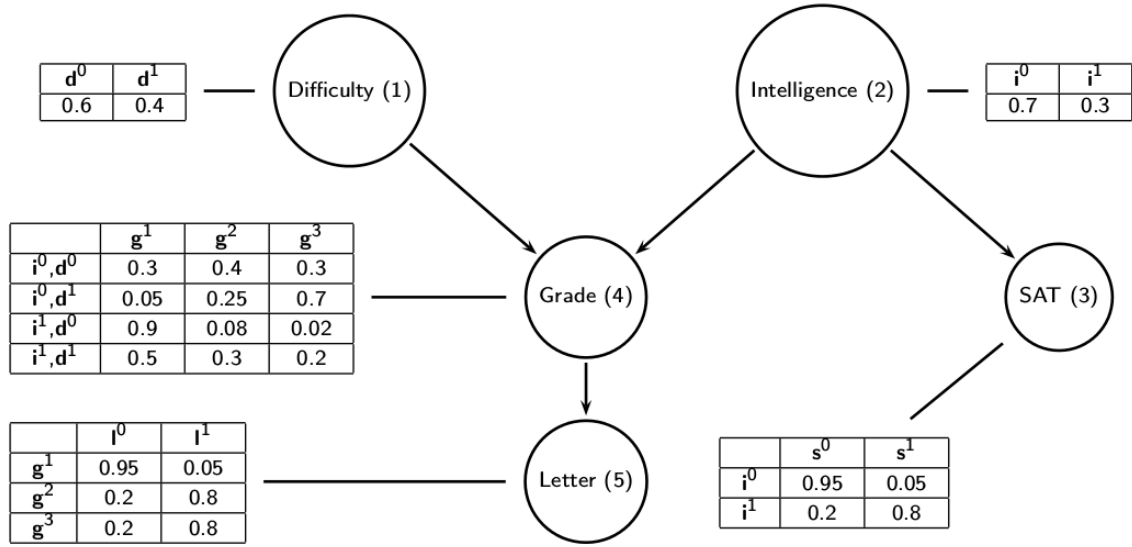 d⁰ d¹
0.6 0.4
Difficulty (1)
Intelligence (2)
i⁰ i¹
0.7 0.3
g¹ g² g³
i⁰,d⁰ 0.3 0.4 0.3
i⁰,d¹ 0.05 0.25 0.7
i¹,d⁰ 0.9 0.08 0.02
i¹,d¹ 0.5 0.3 0.2
Grade (4)
SAT (3)
l⁰ l¹
g¹ 0.95 0.05
g² 0.2 0.8
g³ 0.2 0.8
Letter (5)
s⁰ s¹
i⁰ 0.95 0.05
i¹ 0.2 0.8